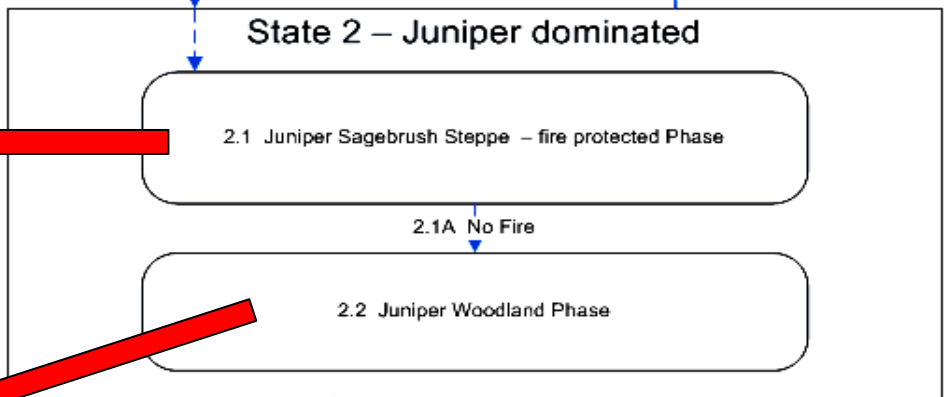 State 2 – Juniper dominated
2.1 Juniper Sagebrush Steppe – fire protected Phase
2.1A No Fire
2.2 Juniper Woodland Phase